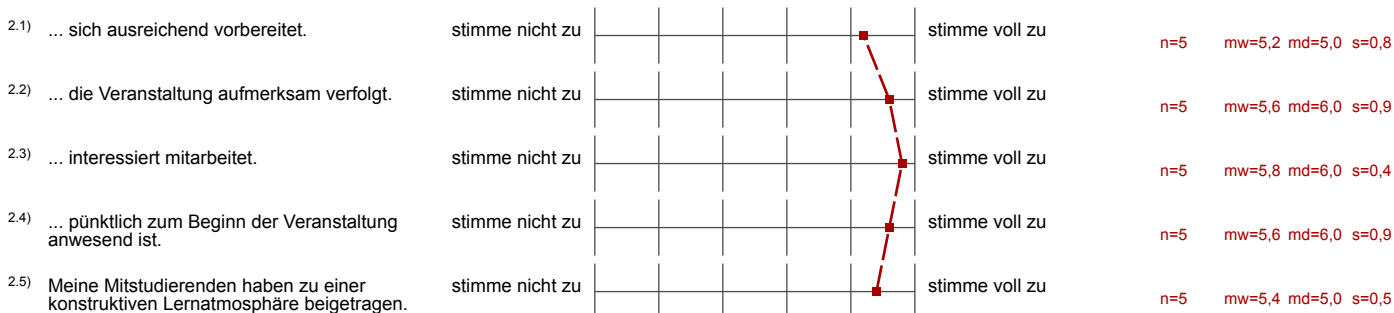 2.1) ... sich ausreichend vorbereitet. stimme nicht zu stimme voll zu n=5 mw=5,2 md=5,0 s=0,8
2.2) ... die Veranstaltung aufmerksam verfolgt. stimme nicht zu stimme voll zu n=5 mw=5,6 md=6,0 s=0,9
2.3) ... interessiert mitarbeitet. stimme nicht zu stimme voll zu n=5 mw=5,8 md=6,0 s=0,4
2.4) ... pünktlich zum Beginn der Veranstaltung stimme nicht zu stimme voll zu n=5 mw=5,6 md=6,0 s=0,9
anwesend ist.
2.5) Meine Mitstudierenden haben zu einer stimme nicht zu stimme voll zu n=5 mw=5,4 md=5,0 s=0,5
konstruktiven Lernatmosphäre beigetragen.